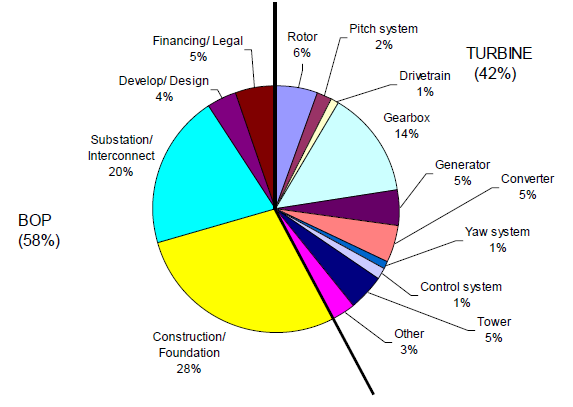 Financing/ Legal
5%
Rotor
6%
Pitch system
2%
TURBINE
(42%)
Develop/ Design
4%
Drivetrain
1%
Gearbox
14%
Substation/
Interconnect
20%
Generator
5%
Converter
5%
BOP
(58%)
Yaw system
1%
Control system
1%
Tower
5%
Other
3%
Construction/
Foundation
28%